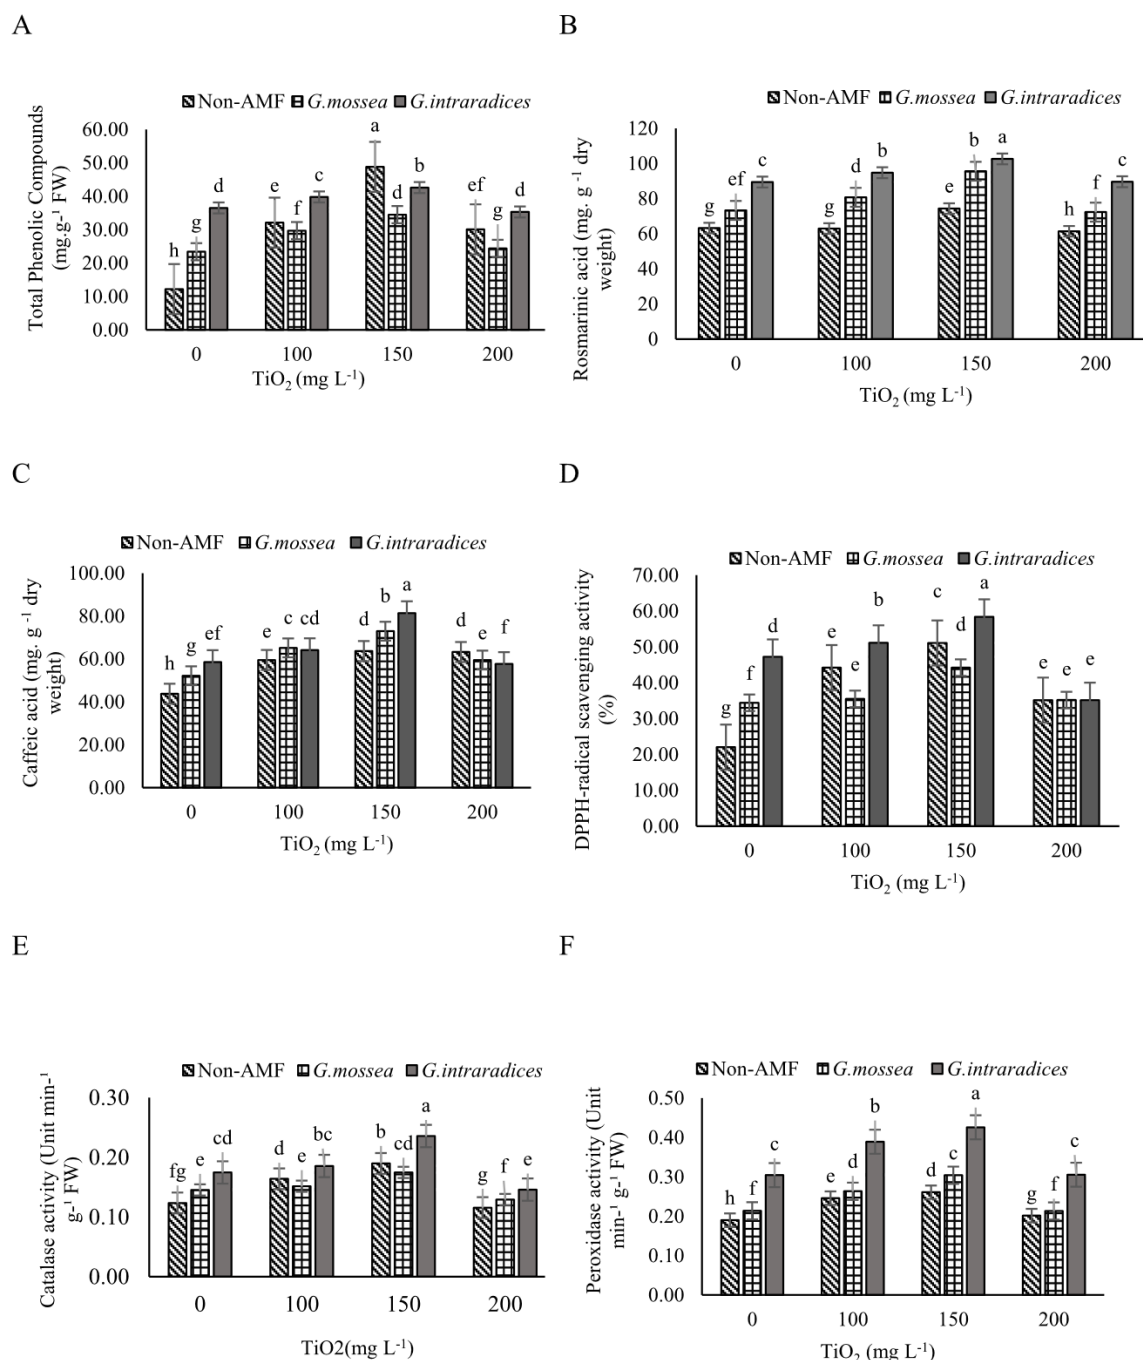 A
Non-AMF G.mossea G.intraradices
Total Phenolic Compounds
(mg.g-¹ FW)
60.00
50.00
40.00
30.00
20.00
10.00
0.00
h g d e f c a d b ef g d
0 100 150 200
TiO₂ (mg L⁻¹)
B
Non-AMF G.mossea G.intraradices
Rosmarinic acid (mg. g ⁻¹ dry
weight)
120
100
80
60
40
20
0
g ef c g d b e b a h f c
0 100 150 200
TiO₂ (mg L⁻¹)
C
Non-AMF G.mossea G.intraradices
Caffeic acid (mg. g ⁻¹ dry
weight)
100.00
80.00
60.00
40.00
20.00
0.00
h g ef e c cd d b a d e f
0 100 150 200
TiO₂ (mg L⁻¹)
D
Non-AMF G.mossea G.intraradices
DPPH-radical scavenging activity
(%)
70.00
60.00
50.00
40.00
30.00
20.00
10.00
0.00
g f d e e b c d a e e e
0 100 150 200
TiO₂ (mg L⁻¹)
E
Non-AMF G.mossea G.intraradices
Catalase activity (Unit min-¹
g-¹ FW)
0.30
0.20
0.10
0.00
fg e cd d e bc b cd a g f e
0 100 150 200
TiO2(mg L⁻¹)
F
Non-AMF G.mossea G.intraradices
Peroxidase activity (Unit
min-¹ g-¹ FW)
0.50
0.40
0.30
0.20
0.10
0.00
h f c e d b d c a g f c
0 100 150 200
TiO₂ (mg L⁻¹)